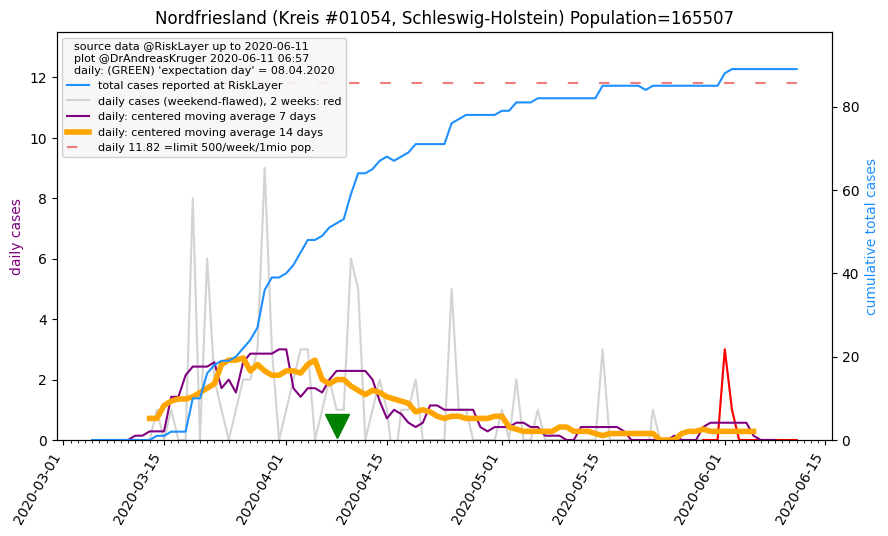 Nordfriesland (Kreis #01054, Schleswig-Holstein) Population=165507
source data @RiskLayer up to 2020-06-11
plot @DrAndreasKruger 2020-06-11 06:57
daily: (GREEN) 'expectation day' = 08.04.2020
total cases reported at RiskLayer
daily cases (weekend-flawed), 2 weeks: red
daily: centered moving average 7 days
daily: centered moving average 14 days
daily 11.82 =limit 500/week/1mio pop.
daily cases
12
10
8
6
4
2
0
cumulative total cases
80
60
40
20
0
2020-03-01
2020-03-15
2020-04-01
2020-04-15
2020-05-01
2020-05-15
2020-06-01
2020-06-15